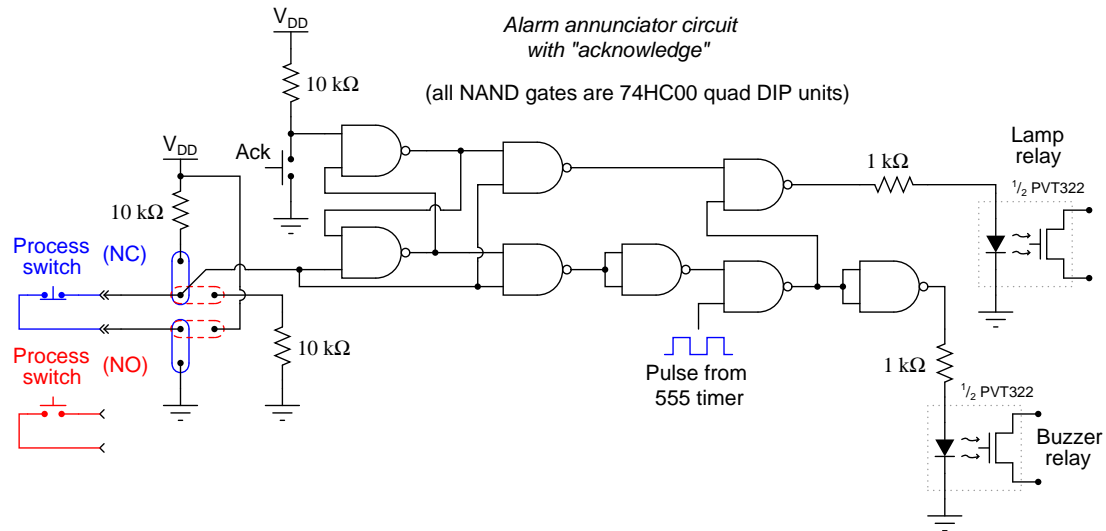 Alarm annunciator circuit
with "acknowledge"
(all NAND gates are 74HC00 quad DIP units)
VDD
10 kΩ
Ack
VDD
10 kΩ
Process
switch
(NC)
Process
switch
(NO)
10 kΩ
Pulse from
555 timer
1 kΩ
Lamp
relay
1/2 PVT322
1 kΩ
1/2 PVT322
Buzzer
relay